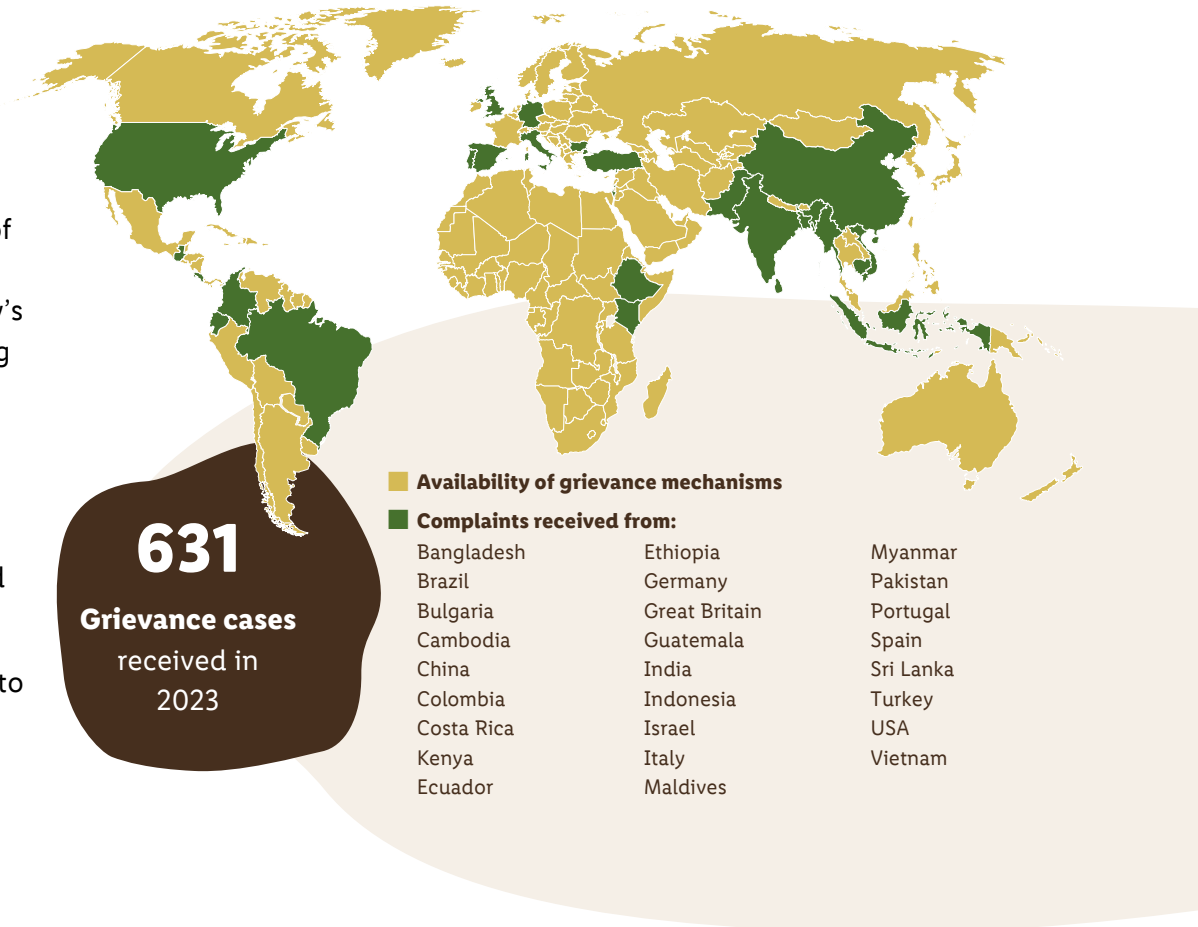 of
y's
g
l
to
631
Grievance cases
received in
2023
Availability of grievance mechanisms
Complaints received from:
Bangladesh
Brazil
Bulgaria
Cambodia
China
Colombia
Costa Rica
Kenya
Ecuador
Ethiopia
Germany
Great Britain
Guatemala
India
Indonesia
Israel
Italy
Maldives
Myanmar
Pakistan
Portugal
Spain
Sri Lanka
Turkey
USA
Vietnam